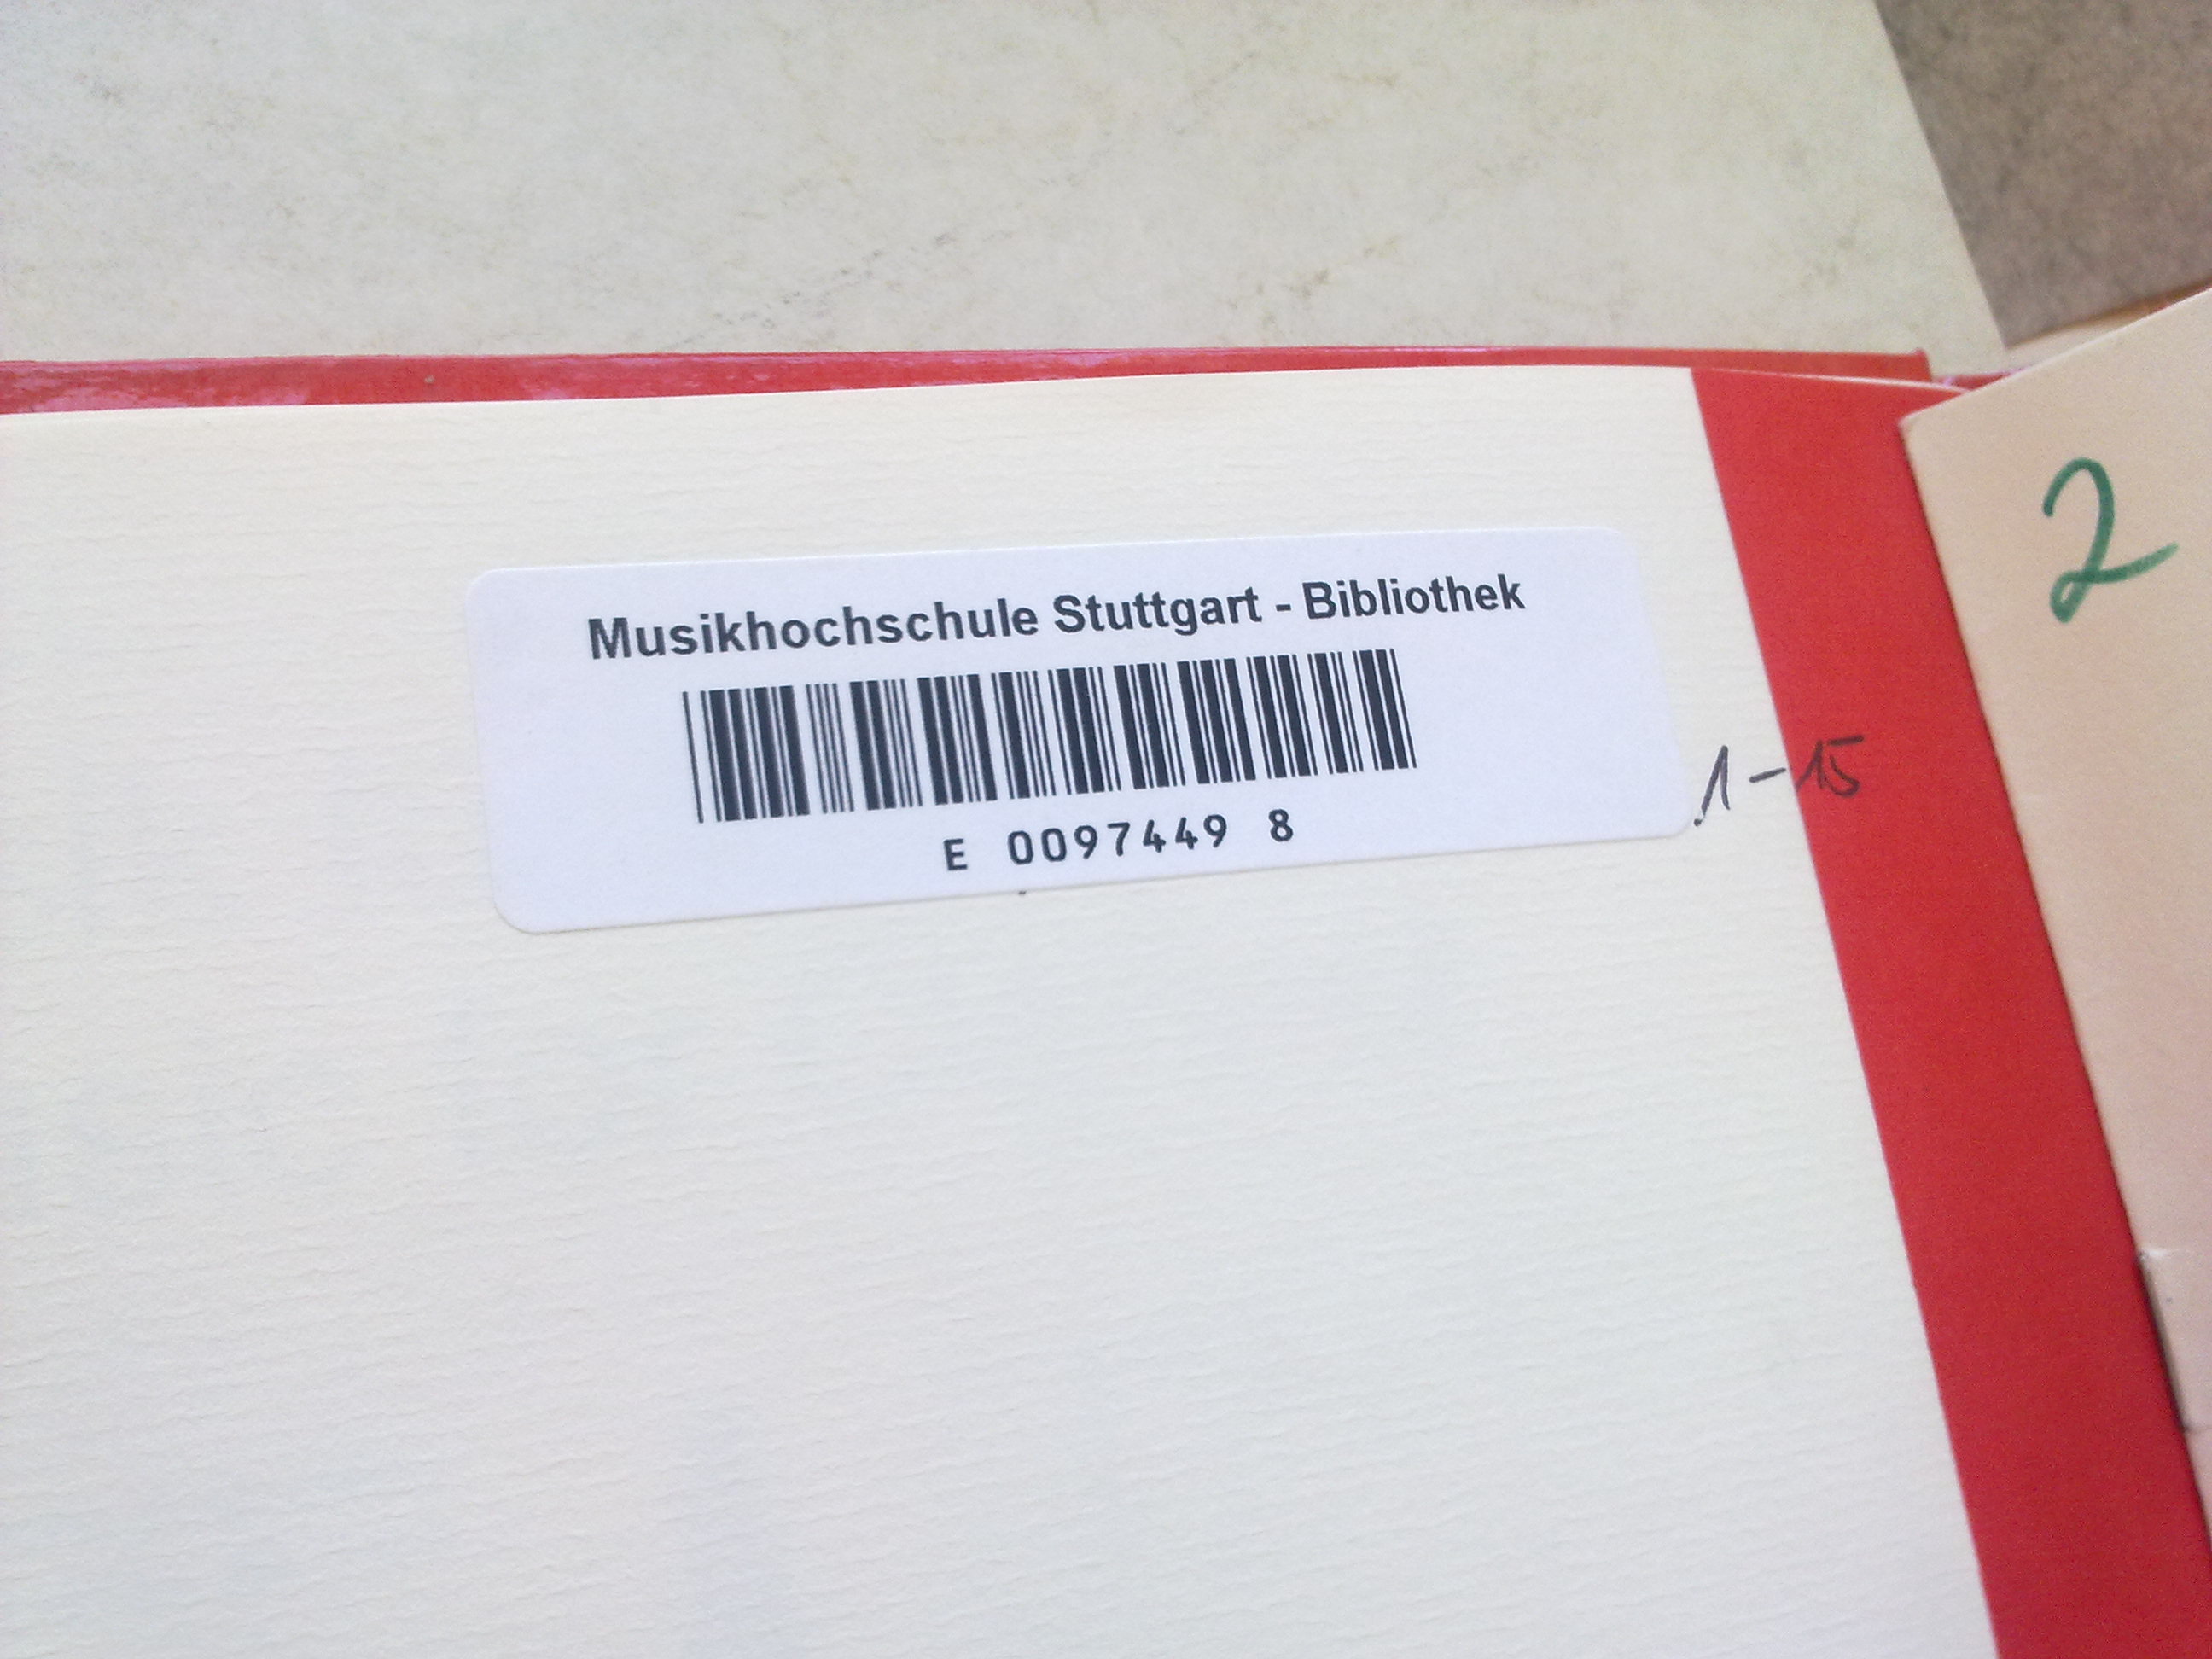 Musikhochschule Stuttgart - Bibliothek
E 0097449 8
1-15
2